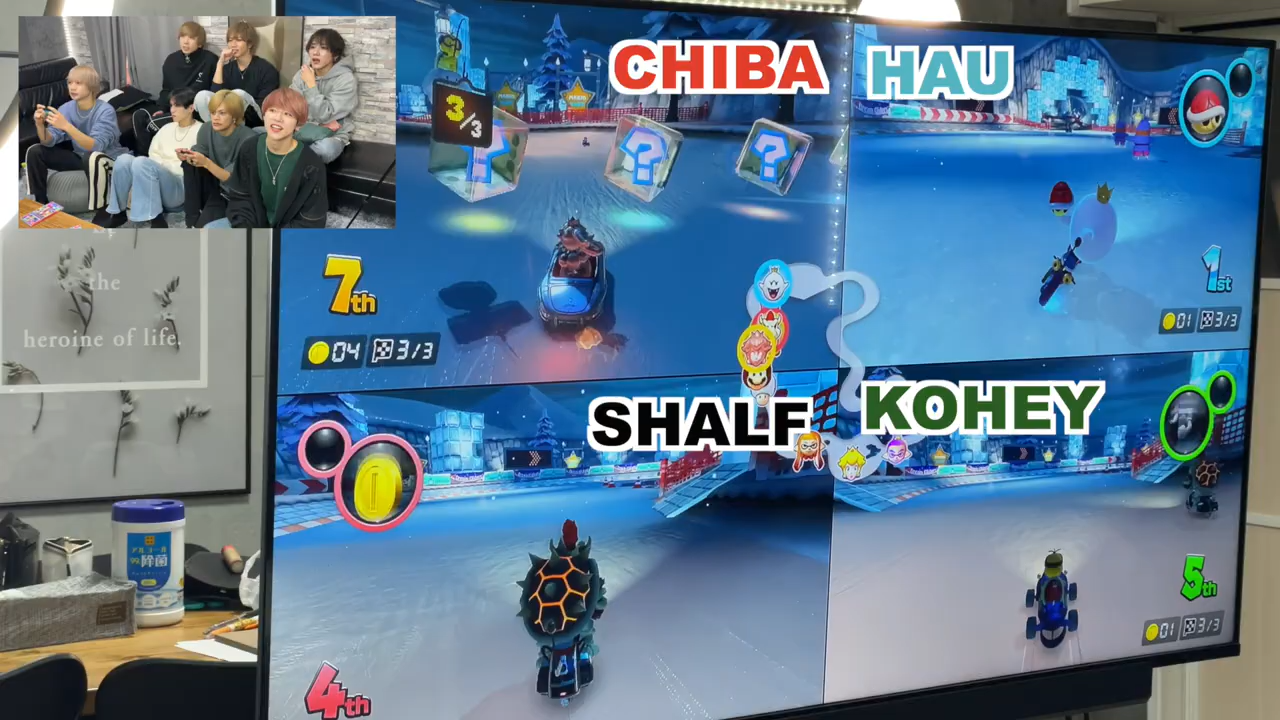 CHIBA
HAU
3/3
7th
04 3/3
1st
01 3/3
the
heroine of life,
SHALF
KOHEY
除菌
5th
01 3/3
4th